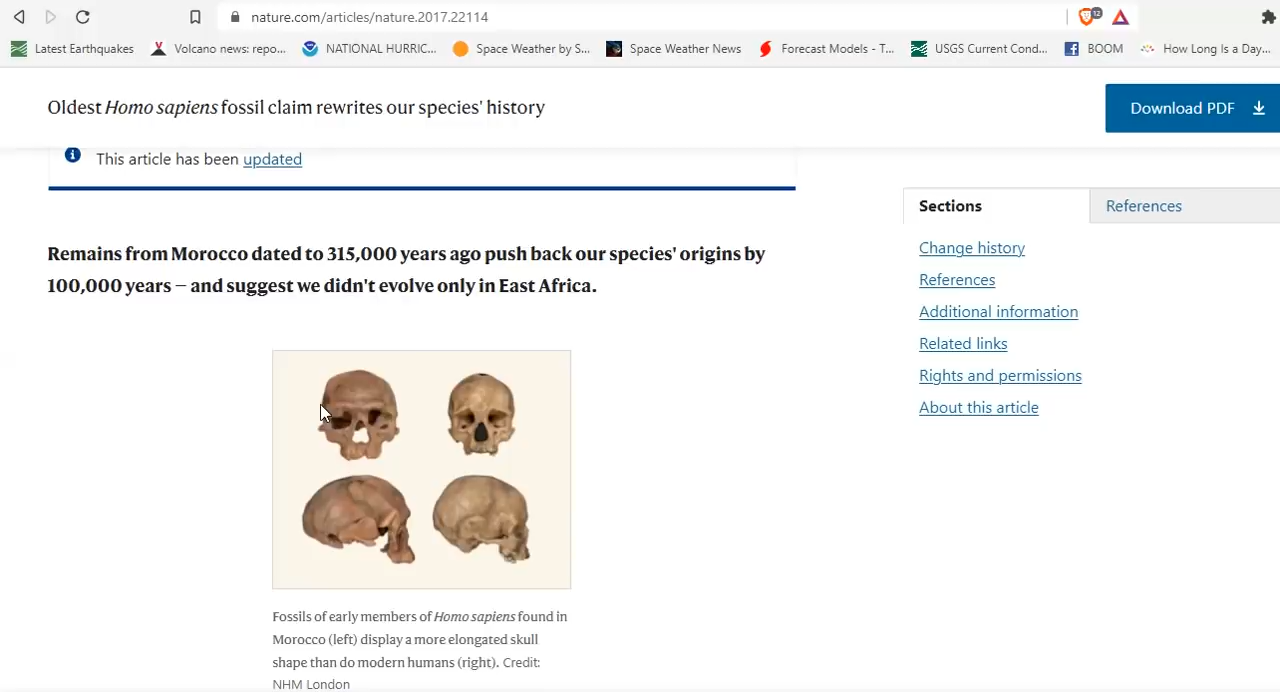 nature.com/articles/nature.2017.22114
12
Latest Earthquakes Volcano news: repo... NATIONAL HURRIC... Space Weather by S... Space Weather News Forecast Models - T... USGS Current Cond... BOOM How Long Is a Day...
Oldest Homo sapiens fossil claim rewrites our species' history
Download PDF
This article has been updated
Sections
References
Remains from Morocco dated to 315,000 years ago push back our species' origins by
100,000 years – and suggest we didn't evolve only in East Africa.
Change history
References
Additional information
Related links
Rights and permissions
About this article
Fossils of early members of Homo sapiens found in
Morocco (left) display a more elongated skull
shape than do modern humans (right). Credit:
NHM London